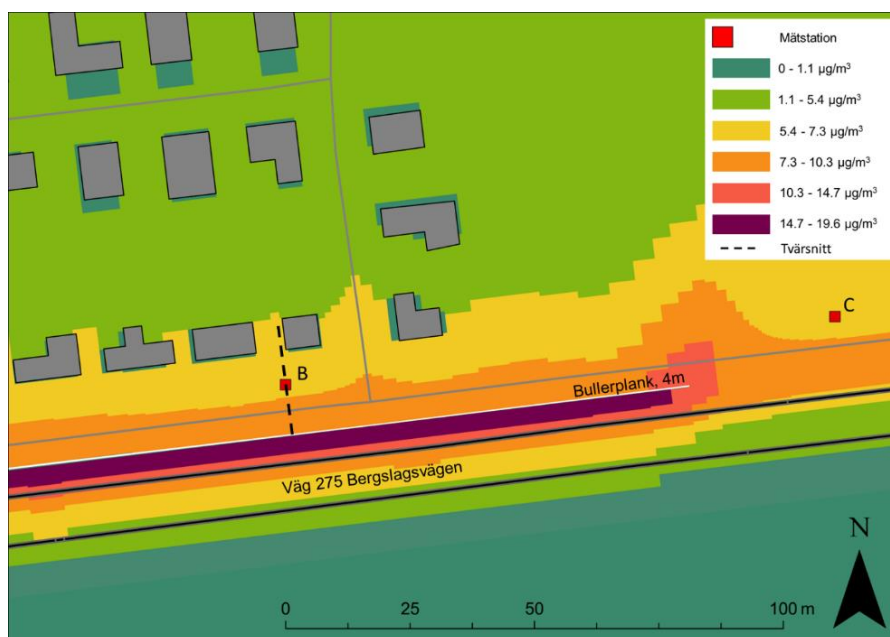 Mätstation
0 - 1.1 µg/m³
1.1 - 5.4 µg/m³
5.4 - 7.3 µg/m³
7.3 - 10.3 µg/m³
10.3 - 14.7 µg/m³
14.7 - 19.6 µg/m³
Tvärsnitt
C
B
Bullerplank, 4m
Väg 275 Bergslagsvägen
N
0 25 50 100 m